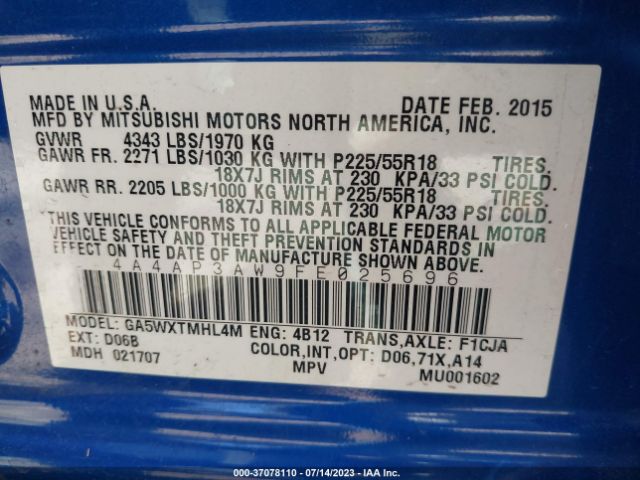 MADE IN U.S.A. DATE FEB. 2015
MFD BY MITSUBISHI MOTORS NORTH AMERICA, INC.
GVWR 4343 LBS/1970 KG
GAWR FR. 2271 LBS/1030 KG WITH P225/55R18 TIRES.
18X7J RIMS AT 230 KPA/33 PSI COLD.
GAWR RR. 2205 LBS/1000 KG WITH P225/55R18 TIRES.
18X7J RIMS AT 230 KPA/33 PSI COLD.
THIS VEHICLE CONFORMS TO ALL APPLICABLE FEDERAL MOTOR
VEHICLE SAFETY AND THEFT PREVENTION STANDARDS IN
EFFECT ON THE DATE OF MANUFACTURE SHOWN ABOVE.
4A4AP3AW9FE025696
MODEL: GA5WXTMHL4M ENG: 4B12 TRANS,AXLE: F1CJA
EXT: D06B COLOR,INT,OPT: D06,71X,A14
MDH 021707 MPV MU001602
STOCK: 37078110 - 07/14/2023 - IAA Inc.